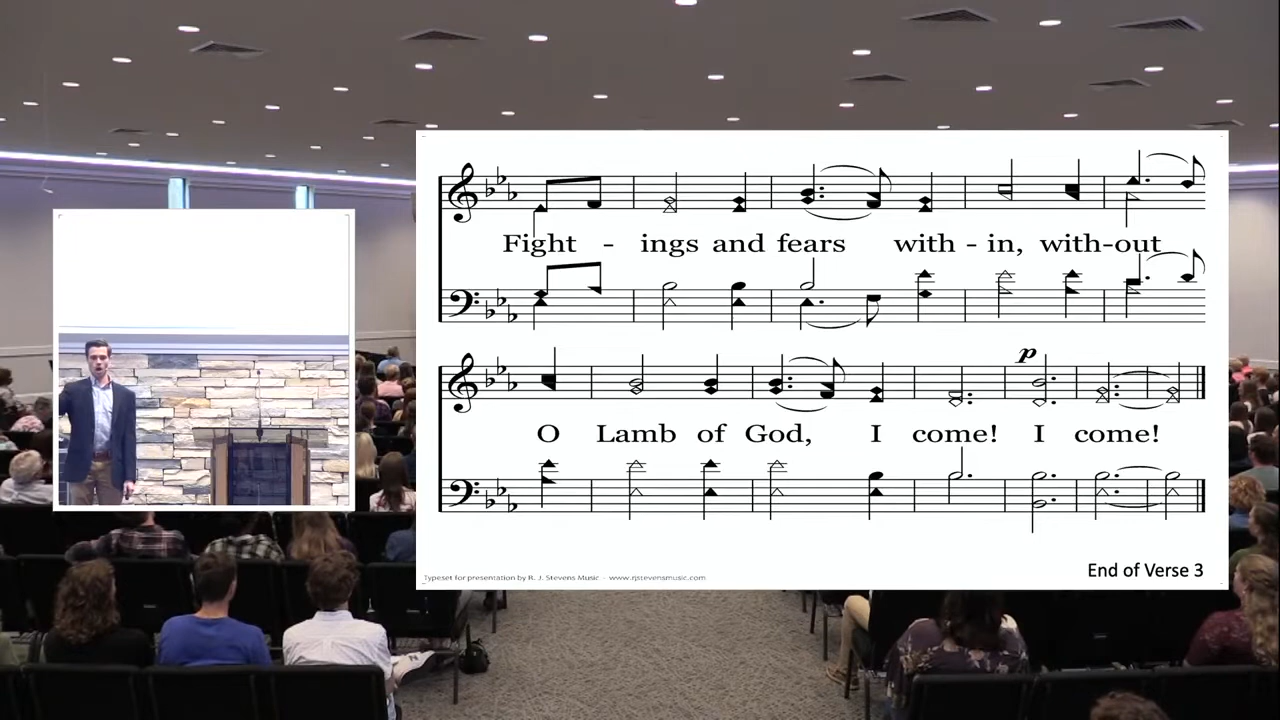 Fight - ings and fears with - in, with-out
p
O Lamb of God, I come! I come!
Typeset for presentation by R. J. Stevens Music - www.rjstevensmusic.com
End of Verse 3